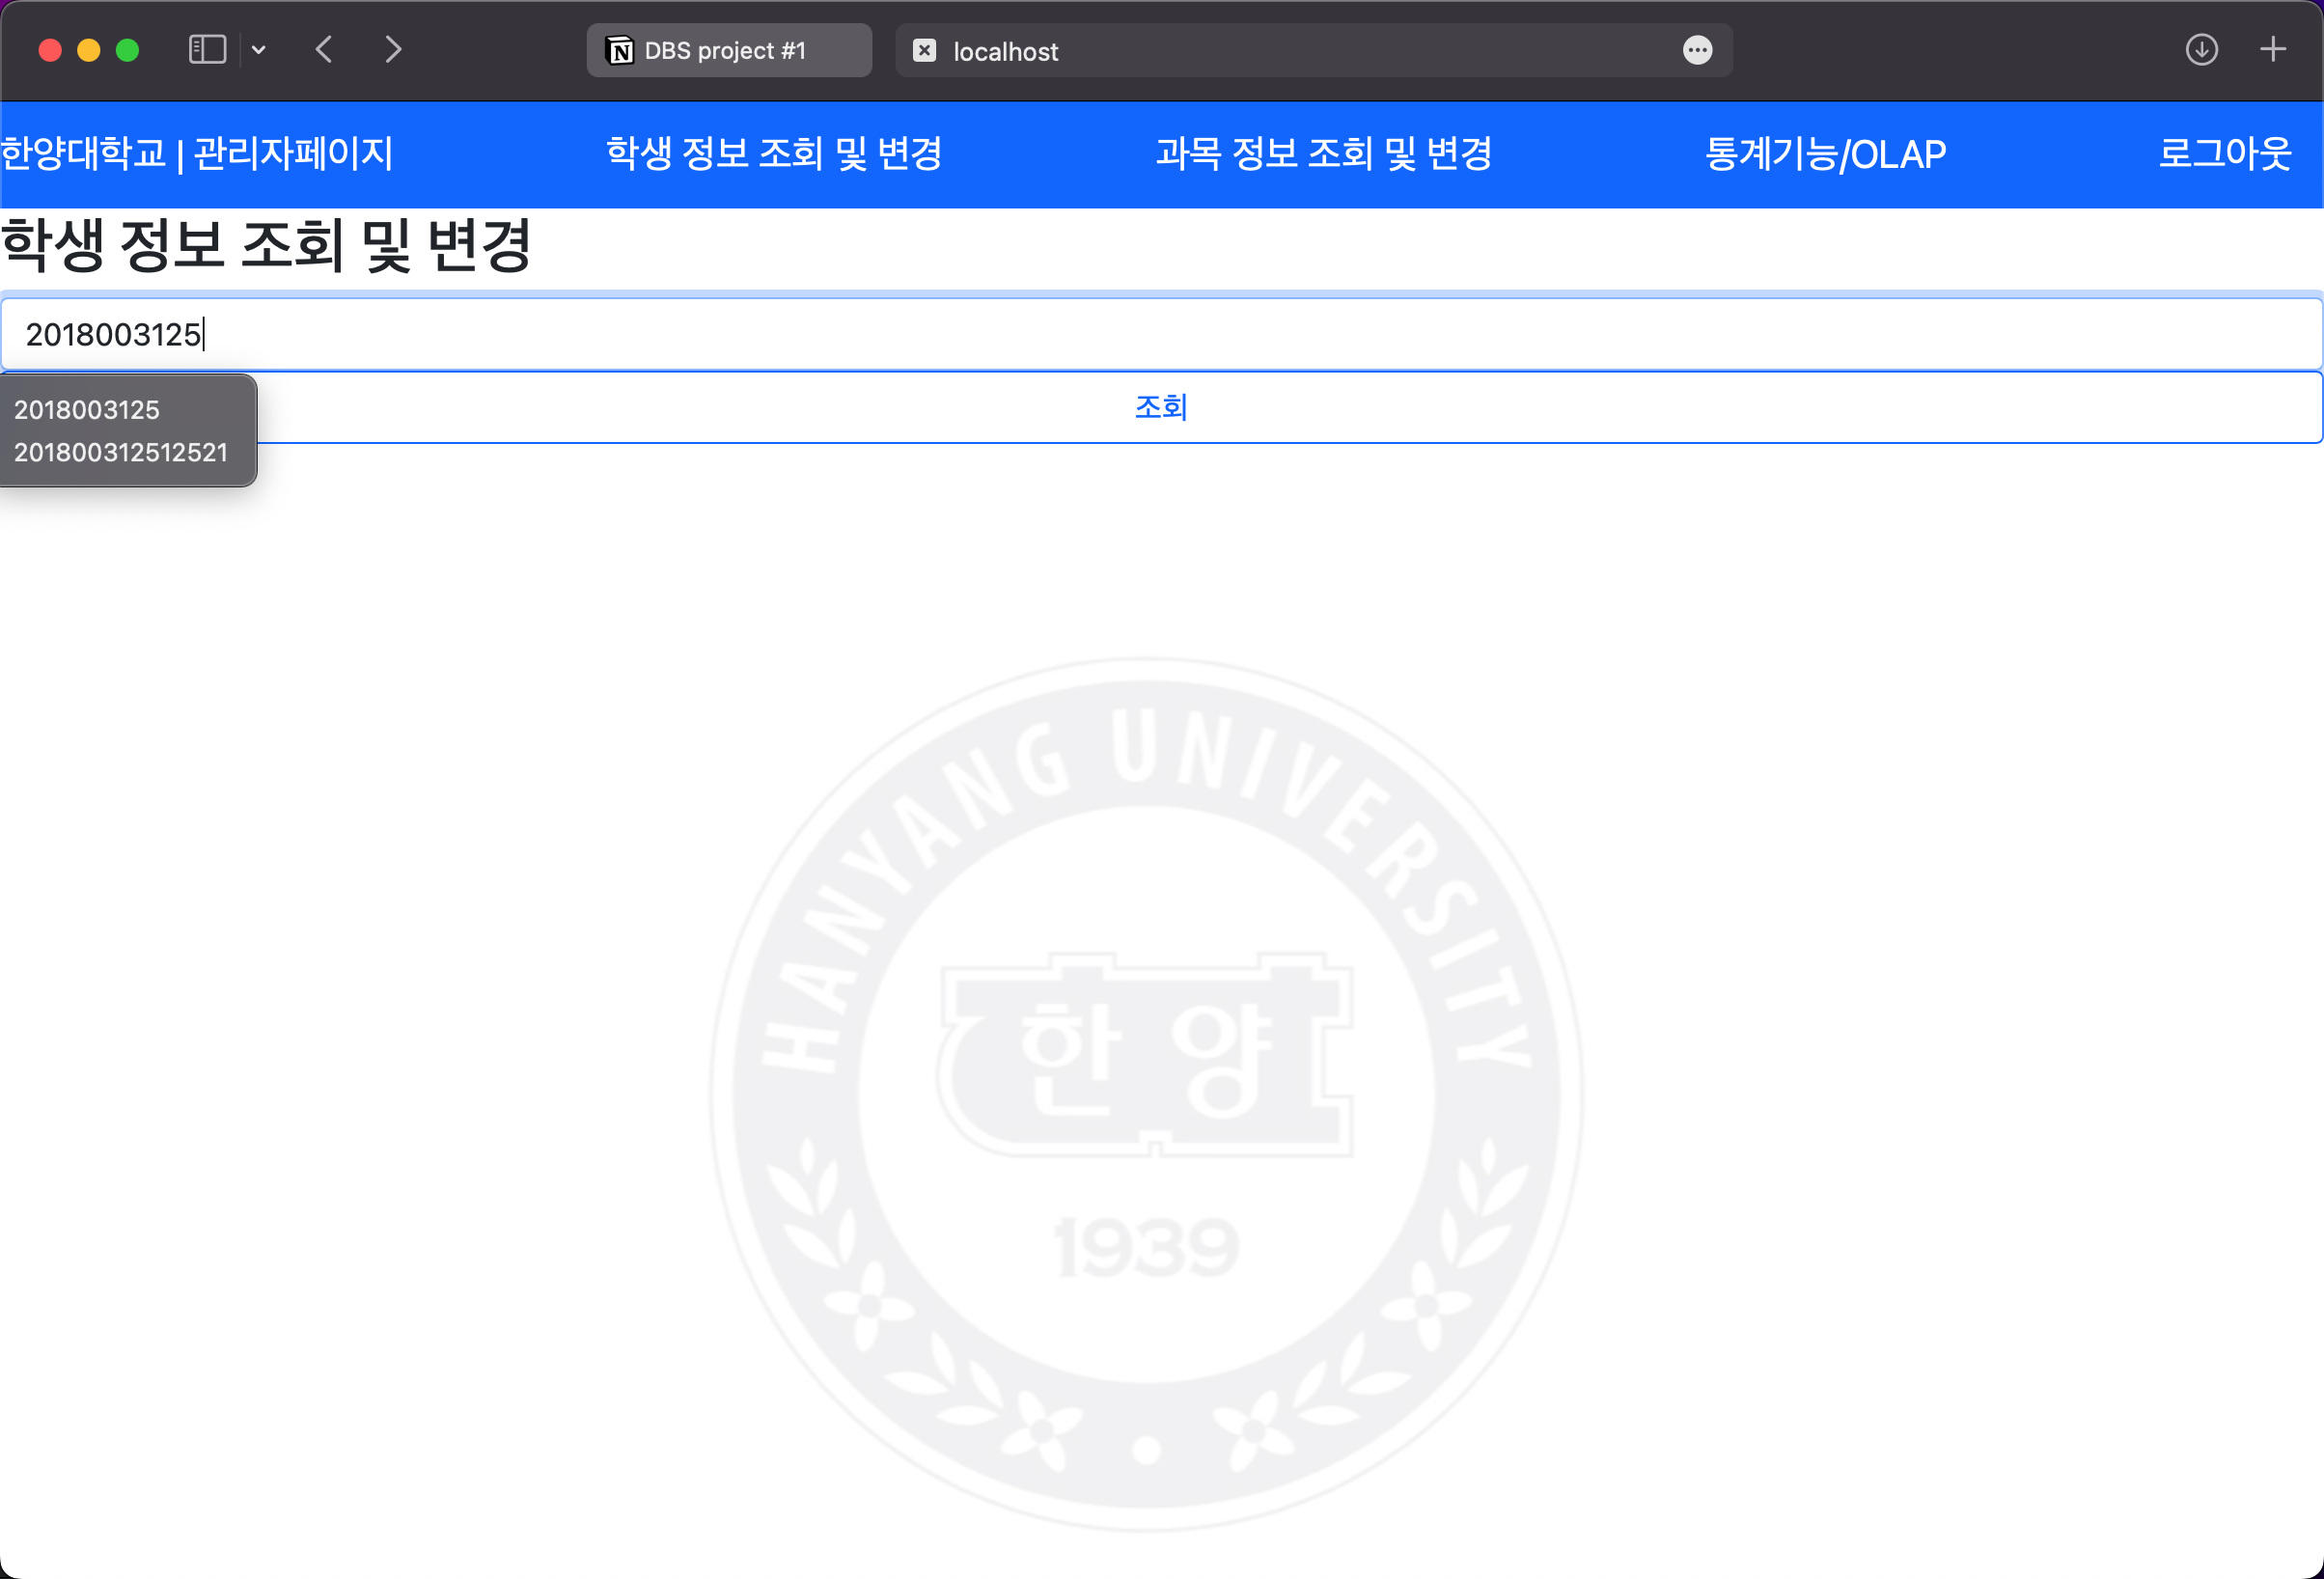 DBS project #1
localhost
한양대학교 | 관리자페이지 학생 정보 조회 및 변경 과목 정보 조회 및 변경 통계기능/OLAP 로그아웃
학생 정보 조회 및 변경
2018003125
조회
2018003125
201800312512521
HANYANG UNIVERSITY
한양
1939